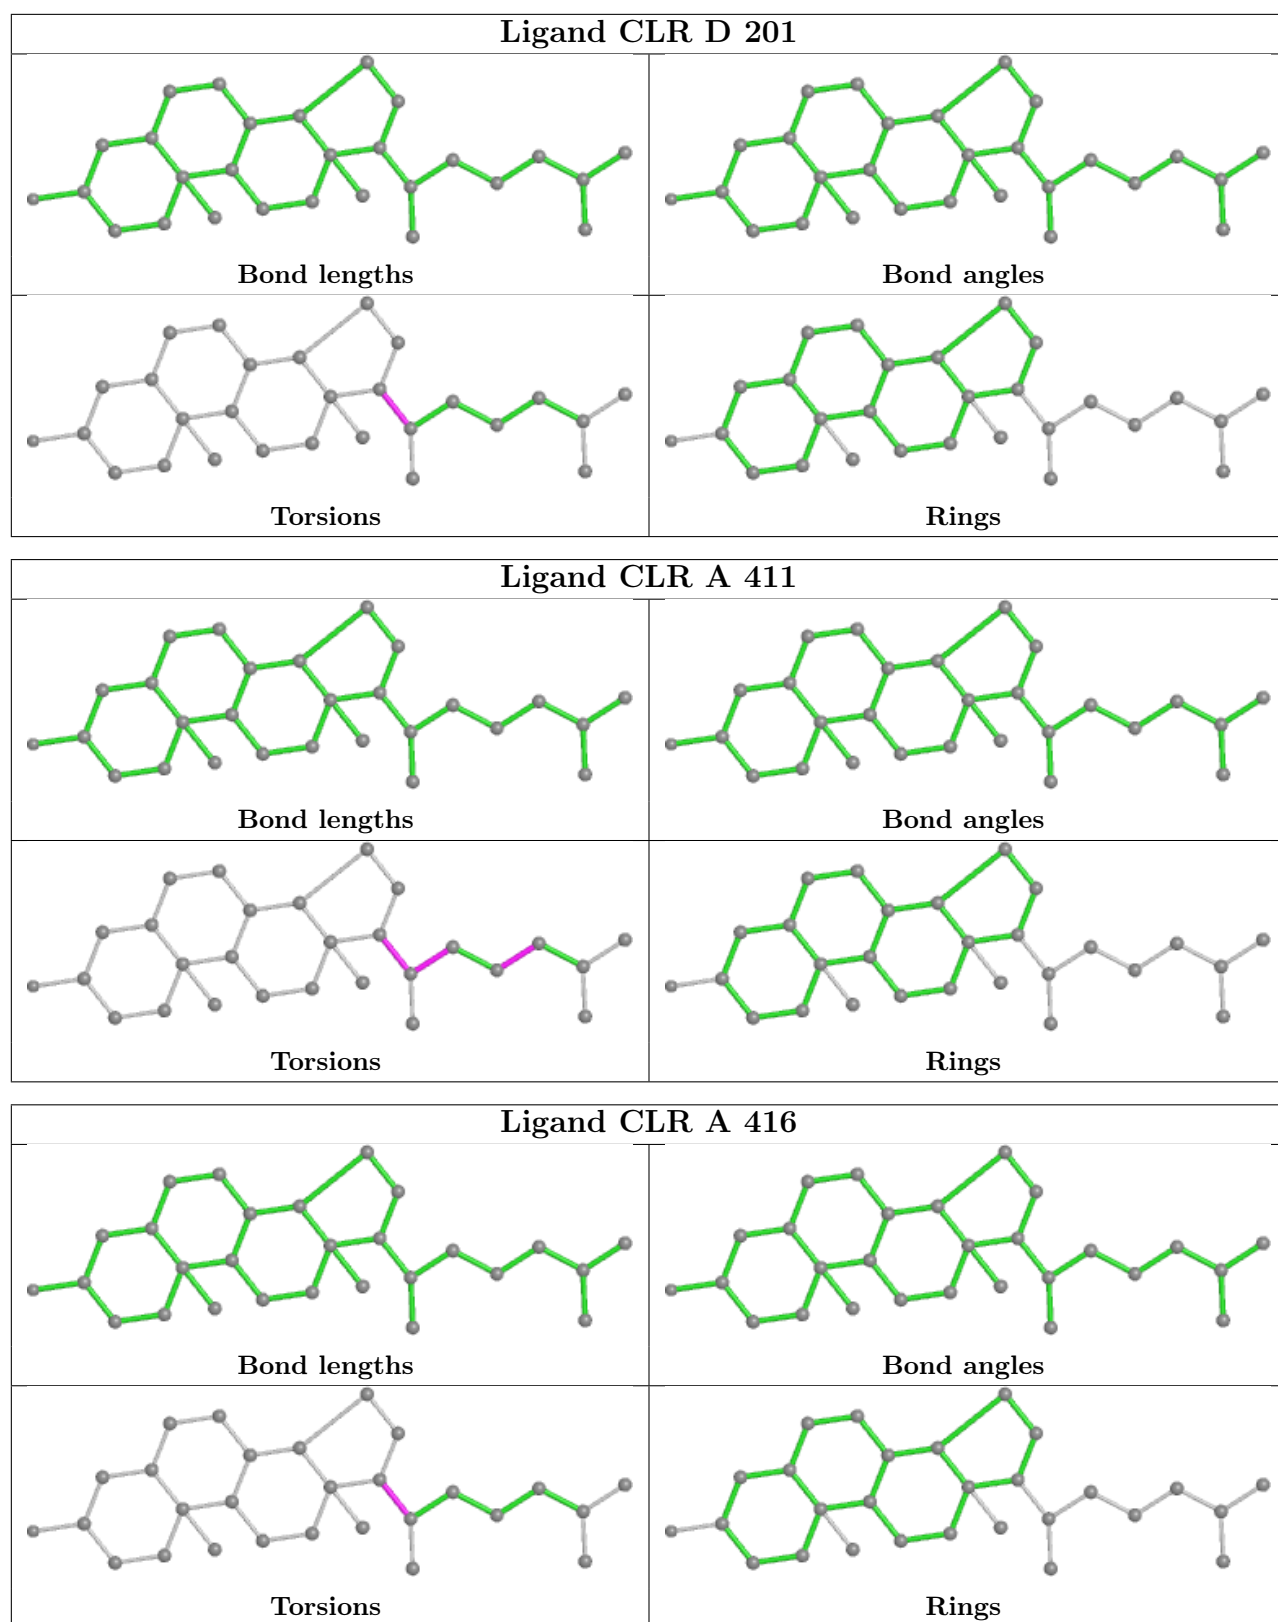 Ligand CLR D 201
Bond lengths
Bond angles
Torsions
Rings
Ligand CLR A 411
Bond lengths
Bond angles
Torsions
Rings
Ligand CLR A 416
Bond lengths
Bond angles
Torsions
Rings